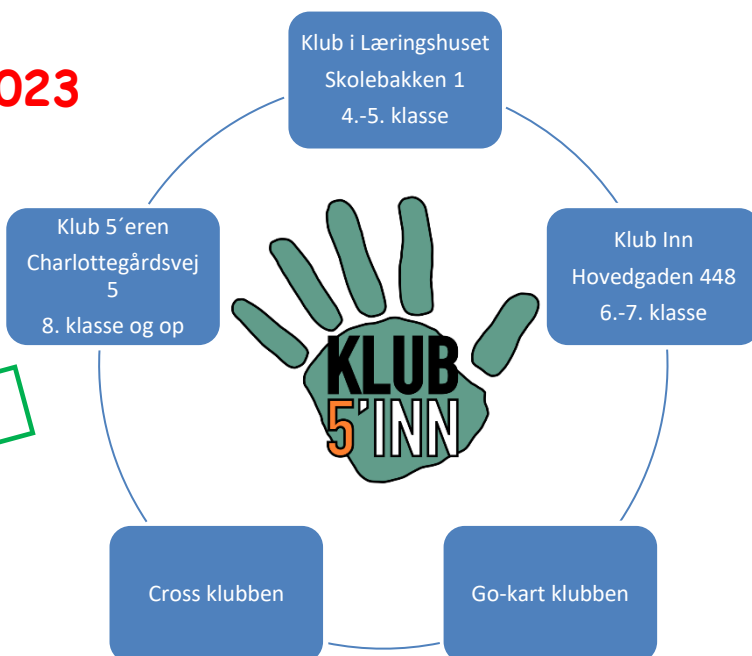 023
Klub i Læringshuset
Skolebakken 1
4.-5. klasse
Klub 5´eren
Charlottegårdsvej
5
8. klasse og op
Klub Inn
Hovedgaden 448
6.-7. klasse
KLUB
5'INN
Cross klubben
Go-kart klubben